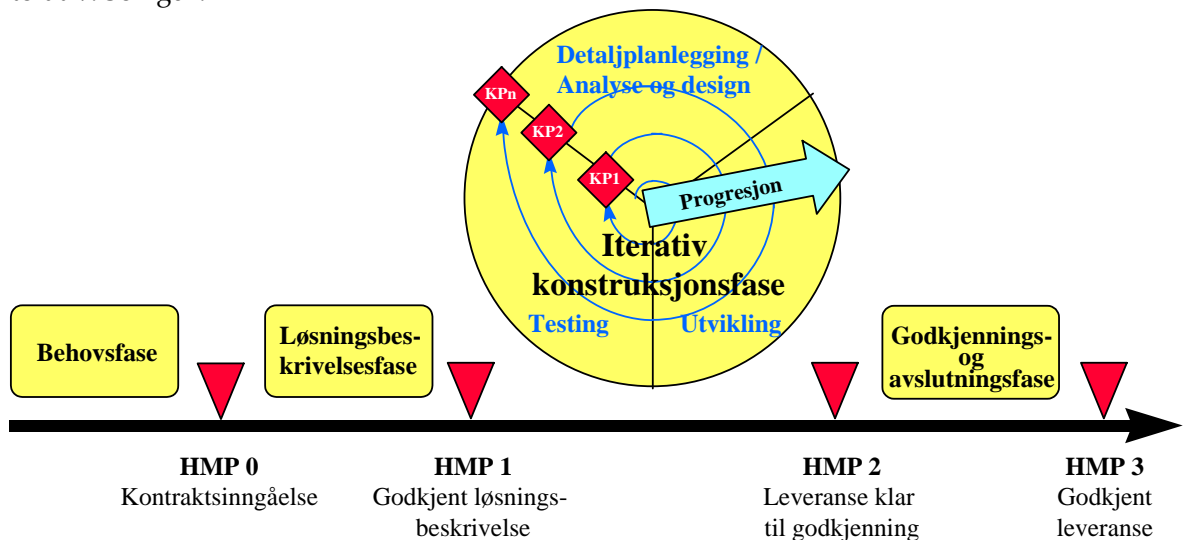 Detaljplanlegging /
Analyse og design
KPn
KP2
KP1
Progresjon
Iterativ
konstruksjonsfase
Testing
Utvikling
Behovsfase
Løsningsbes-
krivelsesfase
Godkjennings-
og
avslutningsfase
HMP 0
Kontraktsinngåelse
HMP 1
Godkjent løsnings-
beskrivelse
HMP 2
Leveranse klar
til godkjenning
HMP 3
Godkjent
leveranse